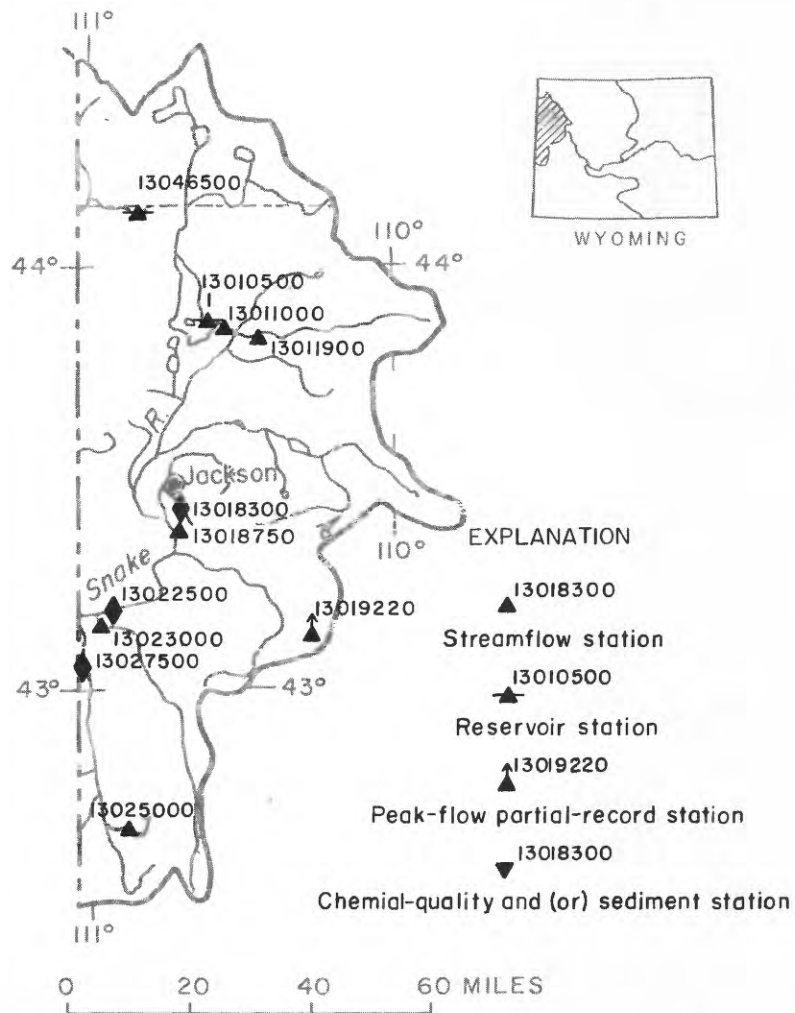 111°
13046500
WYOMING
110°
44°
44°
13010500
13011000
13011900
R.
Jackson
13018300
13018750
R.
110°
EXPLANATION
Snake
13022500
13019220
13018300
Streamflow station
13023000
13027500
43°
43°
13010500
Reservoir station
13019220
Peak-flow partial-record station
13025000
13018300
Chemial-quality and (or) sediment station
111°
0 20 40 60 MILES